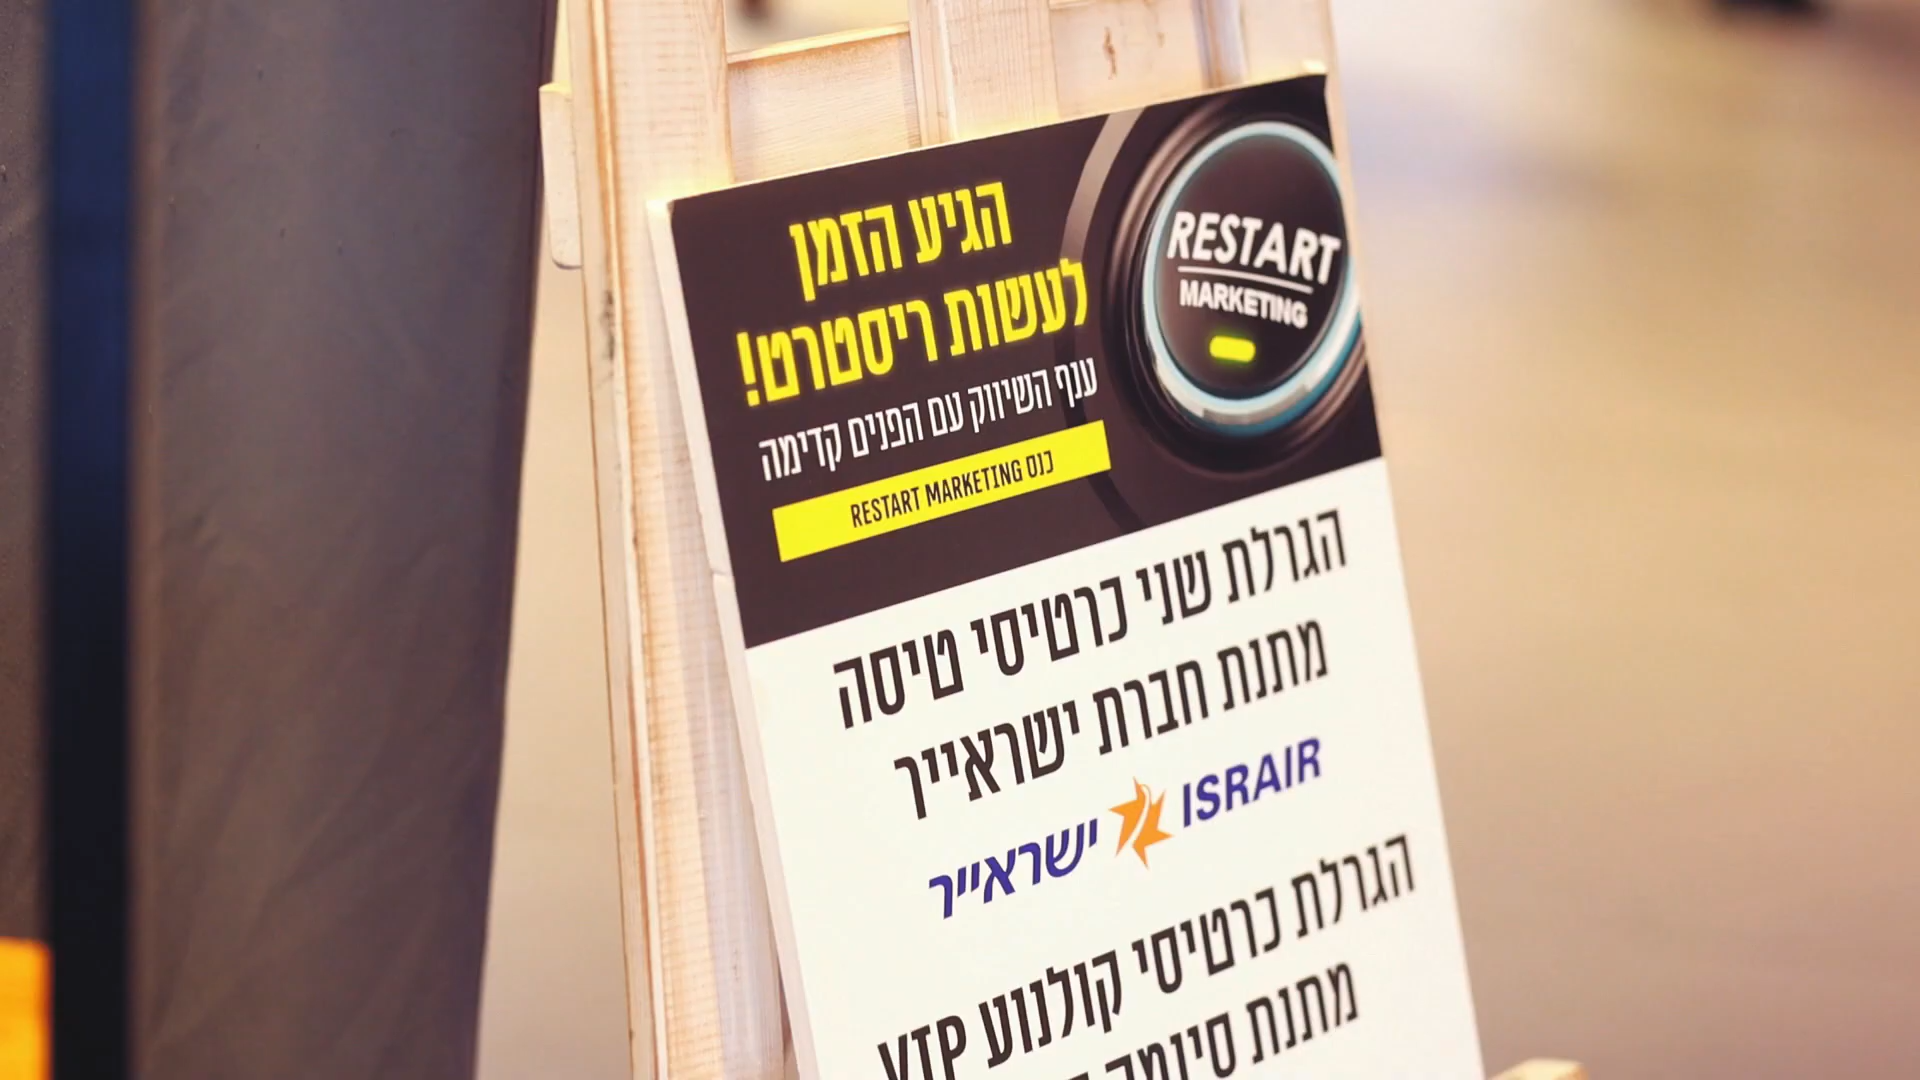 הגיע הזמן
לעשות ריסטרט!
ענף השיווק עם הפנים קדימה
כנס RESTART MARKETING
RESTART
MARKETING
הגרלת שני כרטיסי טיסה
מתנת חברת ישראייר
ישראייר ISRAIR
הגרלת כרטיסי קולנוע VIP
מתנת